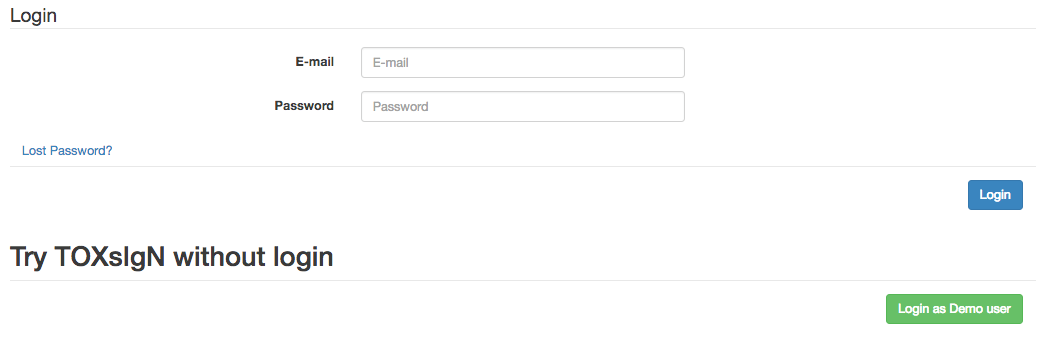 Login
E-mail E-mail
Password Password
Lost Password?
Login
Try TOXsIgN without login
Login as Demo user